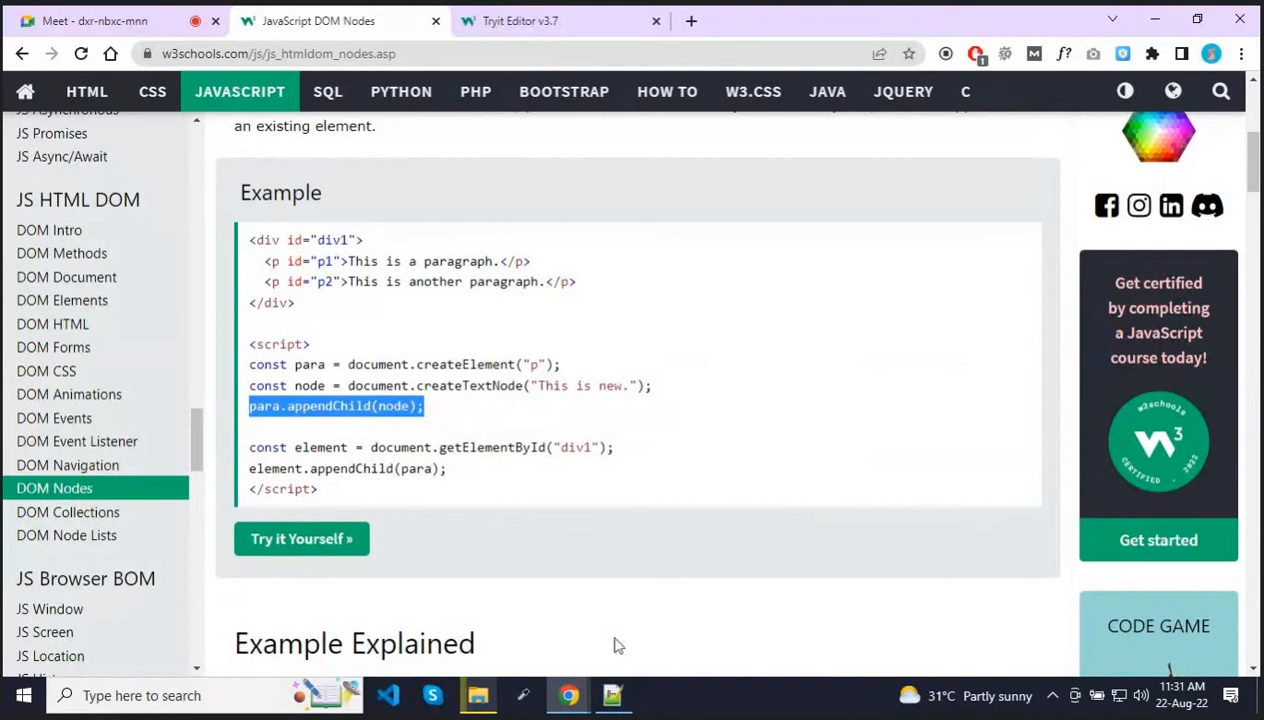 Meet - dxr-nbxc-mnn
JavaScript DOM Nodes
Tryit Editor v3.7
w3schools.com/js/js_htmldom_nodes.asp
1
HTML
CSS
JAVASCRIPT
SQL
PYTHON
PHP
BOOTSTRAP
HOW TO
W3.CSS
JAVA
JQUERY
C
JS Asynchronous
JS Promises
JS Async/Await
JS HTML DOM
DOM Intro
DOM Methods
DOM Document
DOM Elements
DOM HTML
DOM Forms
DOM CSS
DOM Animations
DOM Events
DOM Event Listener
DOM Navigation
DOM Nodes
DOM Collections
DOM Node Lists
JS Browser BOM
JS Window
JS Screen
JS Location
an existing element.
Example
<div id="div1">
  <p id="p1">This is a paragraph.</p>
  <p id="p2">This is another paragraph.</p>
</div>
<script>
const para = document.createElement("p");
const node = document.createTextNode("This is new.");
para.appendChild(node);
const element = document.getElementById("div1");
element.appendChild(para);
</script>
Try it Yourself »
Example Explained
Get certified
by completing
a JavaScript
course today!
w3schools
CERTIFIED . 2022
Get started
CODE GAME
Type here to search
31°C Partly sunny
11:31 AM
22-Aug-22